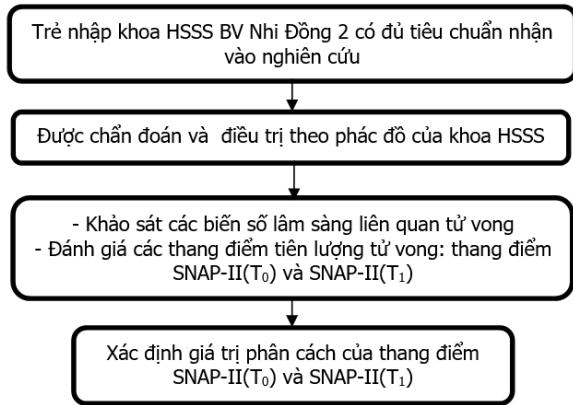 Trẻ nhập khoa HSSS BV Nhi Đồng 2 có đủ tiêu chuẩn nhận
vào nghiên cứu
Được chẩn đoán và điều trị theo phác đồ của khoa HSSS
- Khảo sát các biến số lâm sàng liên quan tử vong
- Đánh giá các thang điểm tiên lượng tử vong: thang điểm
SNAP-II(T₀) và SNAP-II(T₁)
Xác định giá trị phân cách của thang điểm
SNAP-II(T₀) và SNAP-II(T₁)